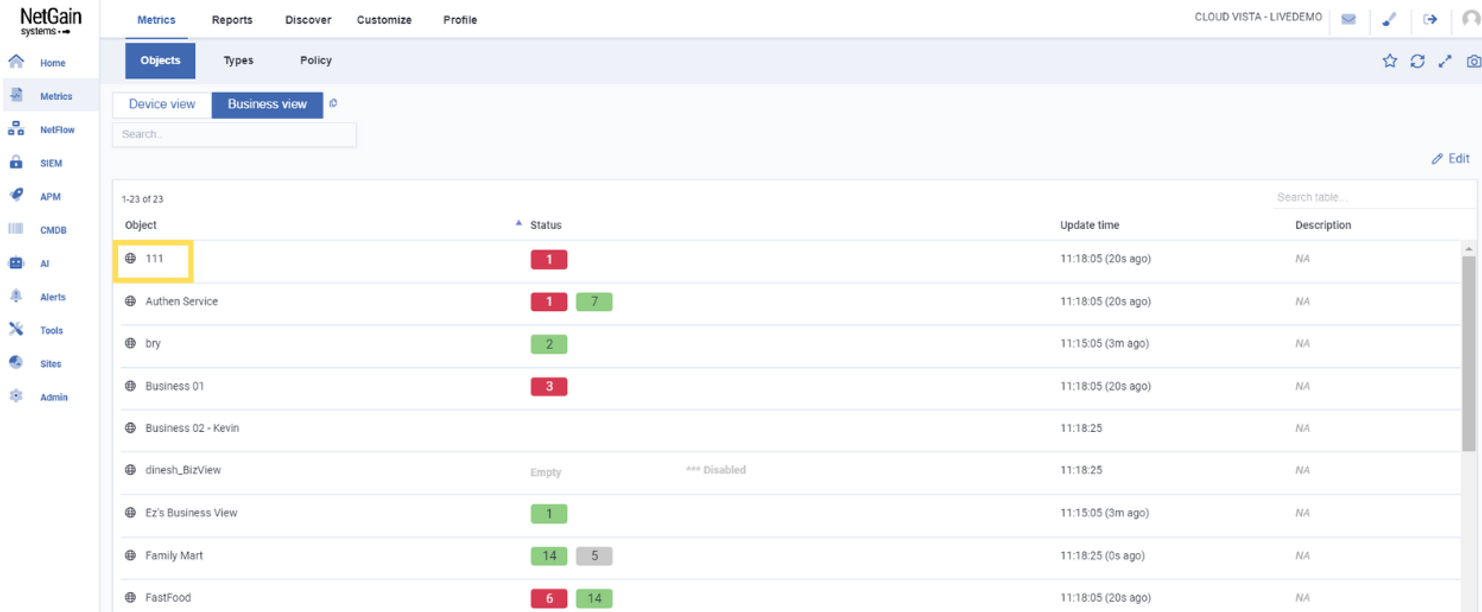 NetGain
systems
Metrics Reports Discover Customize Profile
CLOUD VISTA - LIVEDEMO
Home
Metrics
NetFlow
SIEM
APM
CMDB
AI
Alerts
Tools
Sites
Admin
Objects Types Policy
Device view Business view
Search..
Edit
1-23 of 23
Search table...
Object Status Update time Description
111 1 11:18:05 (20s ago) NA
Authen Service 1 7 11:18:05 (20s ago) NA
bry 2 11:15:05 (3m ago) NA
Business 01 3 11:18:05 (20s ago) NA
Business 02 - Kevin 11:18:25 NA
dinesh_BizView Empty *** Disabled 11:18:25 NA
Ez's Business View 1 11:15:05 (3m ago) NA
Family Mart 14 5 11:18:25 (0s ago) NA
FastFood 6 14 11:18:05 (20s ago) NA